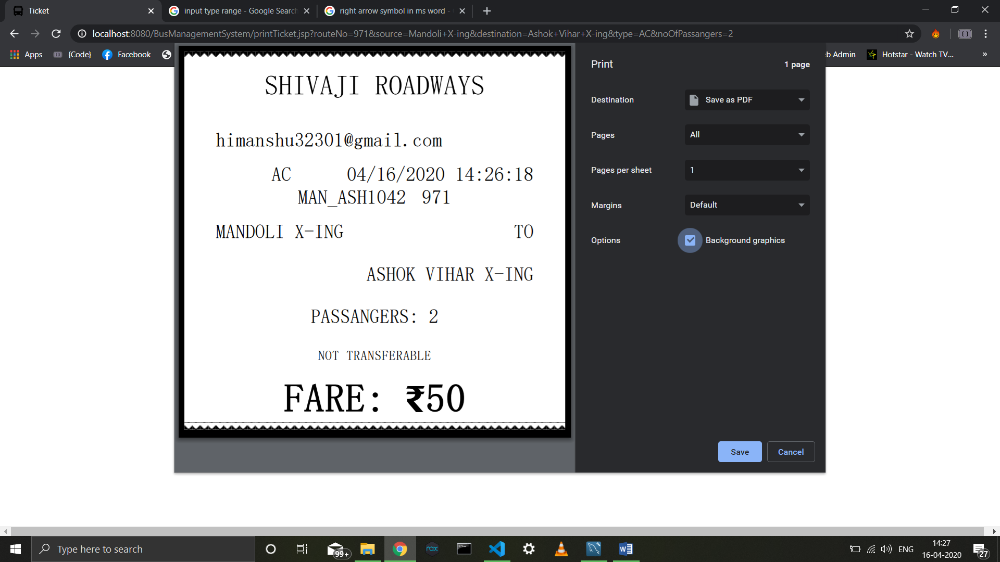 Ticket
input type range - Google Search
right arrow symbol in ms word -
localhost:8080/BusManagementSystem/printTicket.jsp?routeNo=971&source=Mandoli+X-ing&destination=Ashok+Vihar+X-ing&type=AC&noOfPassangers=2
Apps {Code} Facebook eb Admin Hotstar - Watch TV... »
SHIVAJI ROADWAYS
himanshu32301@gmail.com
AC 04/16/2020 14:26:18
MAN_ASH1042 971
MANDOLI X-ING TO
ASHOK VIHAR X-ING
PASSANGERS: 2
NOT TRANSFERABLE
FARE: ₹50
Print 1 page
Destination Save as PDF
Pages All
Pages per sheet 1
Margins Default
Options Background graphics
Save Cancel
Type here to search
99+
nox
ENG
14:27
16-04-2020
27